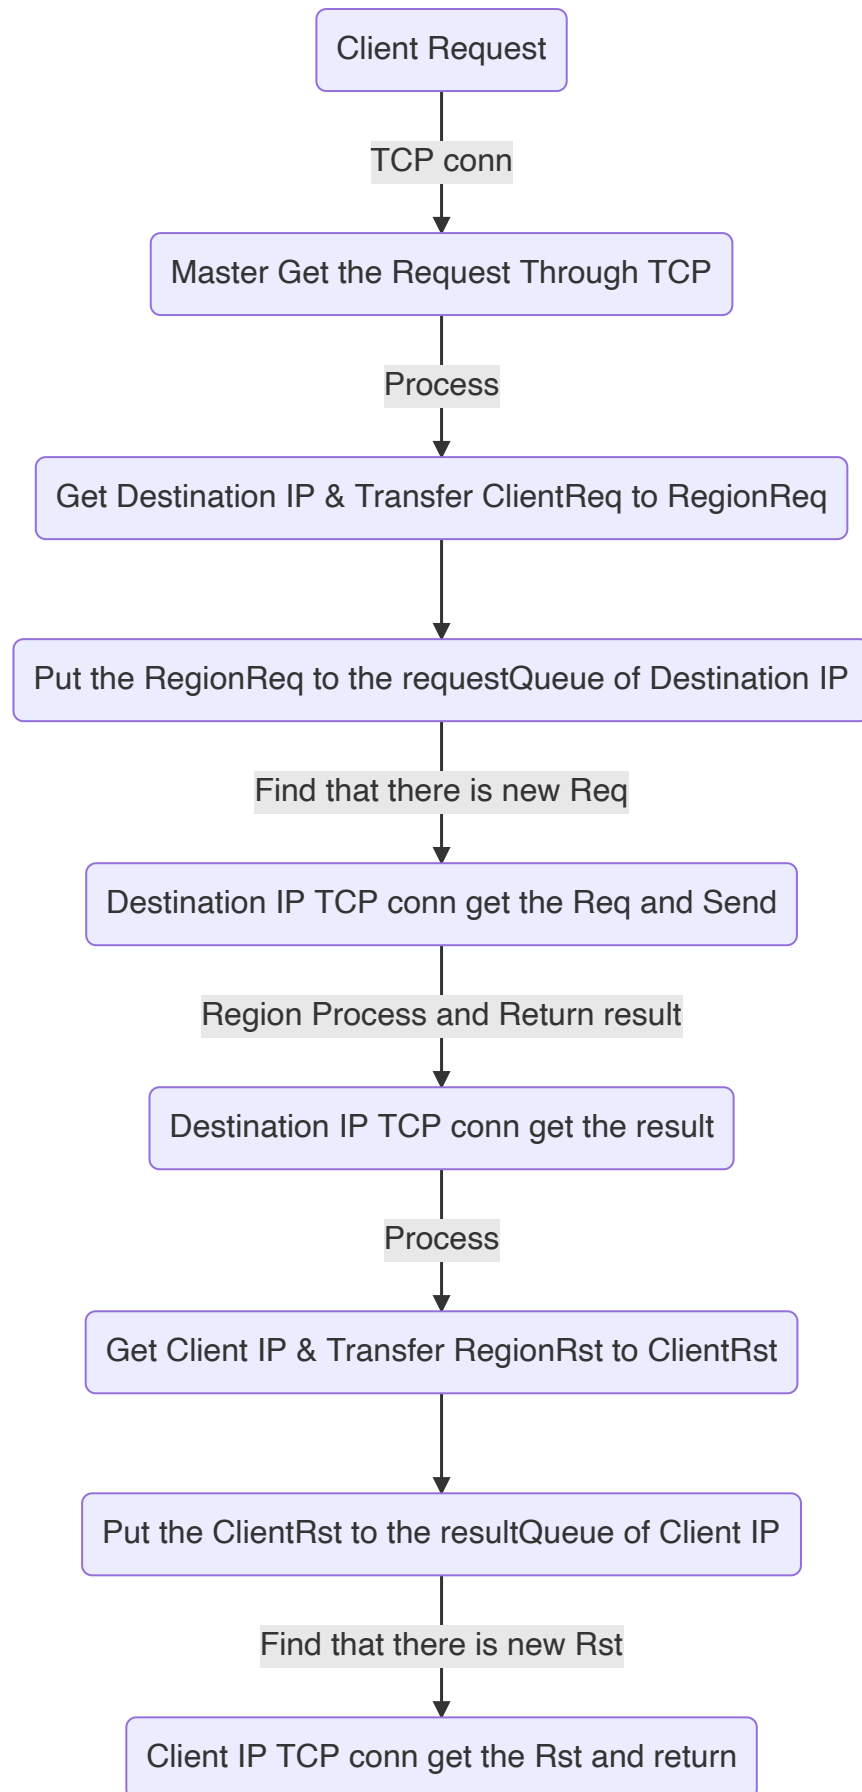 Client Request
TCP conn
Master Get the Request Through TCP
Process
Get Destination IP & Transfer ClientReq to RegionReq
Put the RegionReq to the requestQueue of Destination IP
Find that there is new Req
Destination IP TCP conn get the Req and Send
Region Process and Return result
Destination IP TCP conn get the result
Process
Get Client IP & Transfer RegionRst to ClientRst
Put the ClientRst to the resultQueue of Client IP
Find that there is new Rst
Client IP TCP conn get the Rst and return